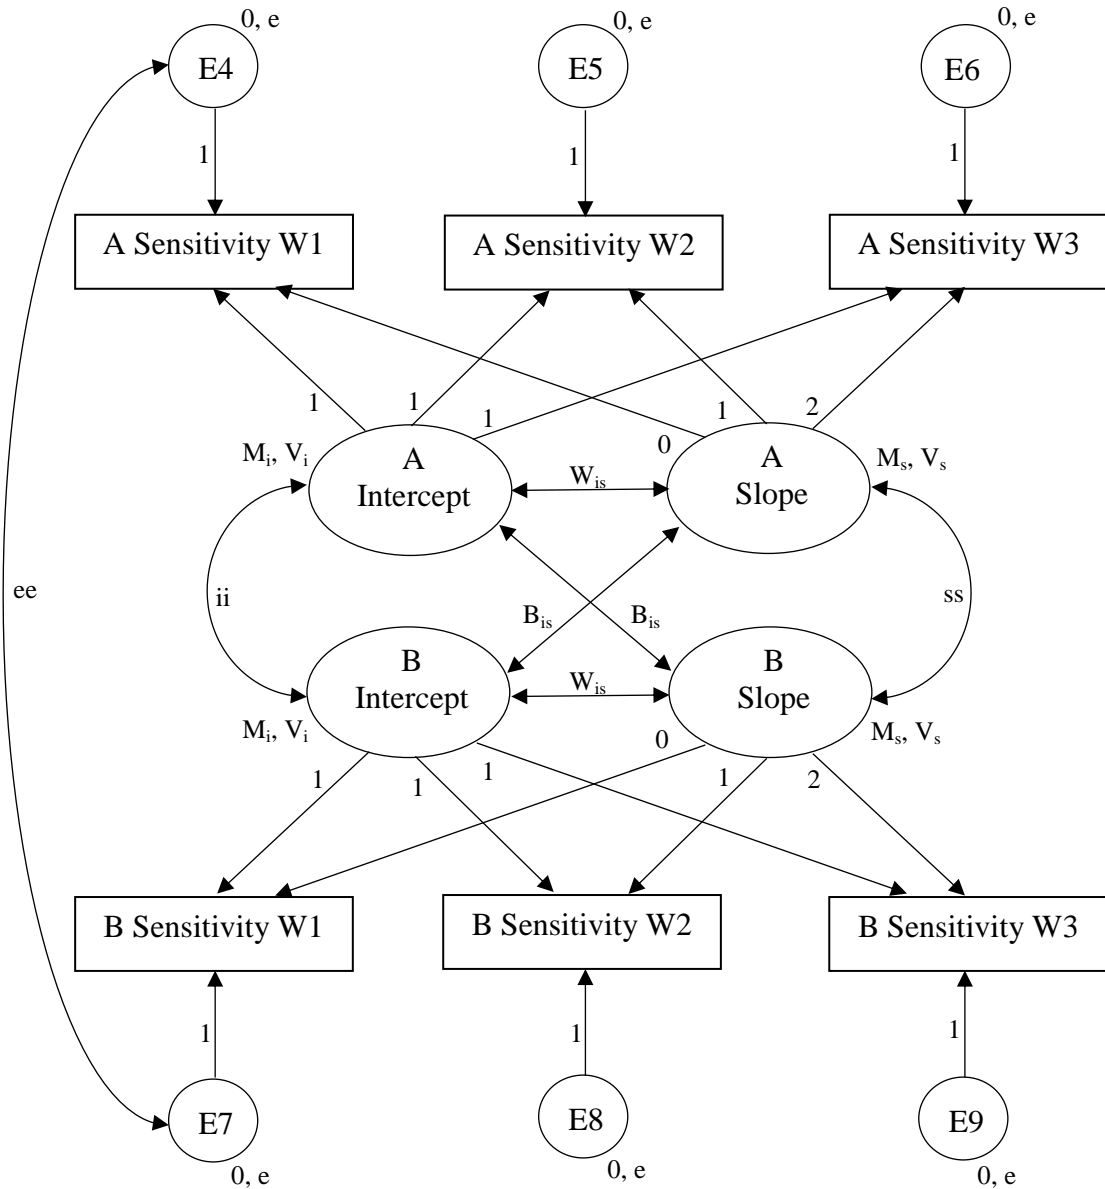 0, e
0, e
0, e
E4
E5
E6
1
1
1
A Sensitivity W1
A Sensitivity W2
A Sensitivity W3
1
1
1
0
1
2
Mi, Vi
A
Intercept
Wis
A
Slope
Ms, Vs
ee
ii
Bis
Bis
ss
B
Intercept
Wis
B
Slope
Mi, Vi
Ms, Vs
1
1
1
0
1
2
B Sensitivity W1
B Sensitivity W2
B Sensitivity W3
1
1
1
E7
E8
E9
0, e
0, e
0, e